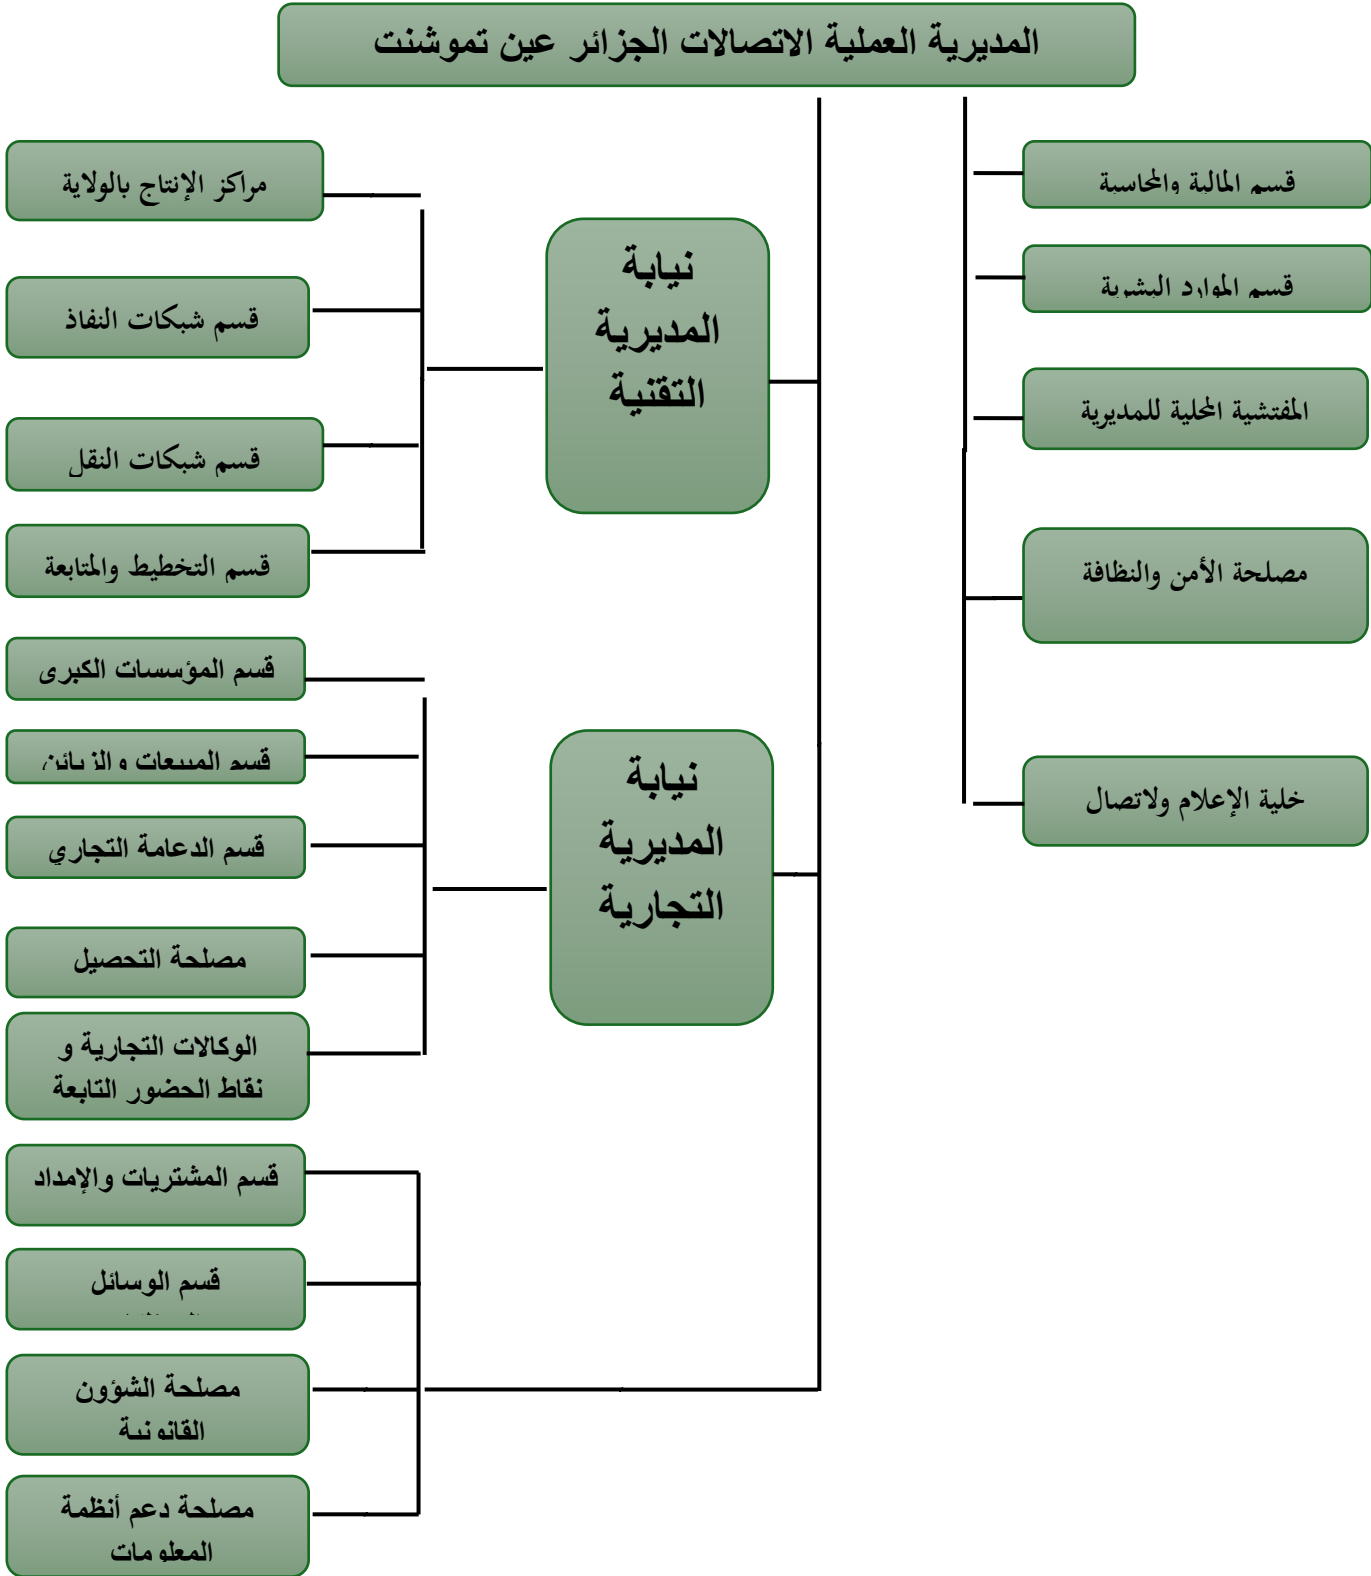 المديرية العملية الاتصالات الجزائر عين تموشنت
قسم المالية والمحاسبة
قسم الموارد البشرية
المفتشية المحلية للمديرية
مصلحة الأمن والنظافة
خلية الإعلام ولاتصال
نيابة
المديرية
التقنية
مراكز الإنتاج بالولاية
قسم شبكات النفاذ
قسم شبكات النقل
قسم التخطيط والمتابعة
نيابة
المديرية
التجارية
قسم المؤسسات الكبرى
قسم المبيعات و الزبائن
قسم الدعامة التجاري
مصلحة التحصيل
الوكالات التجارية و
نقاط الحضور التابعة
قسم المشتريات والإمداد
قسم الوسائل
مصلحة الشؤون
القانونية
مصلحة دعم أنظمة
المعلومات